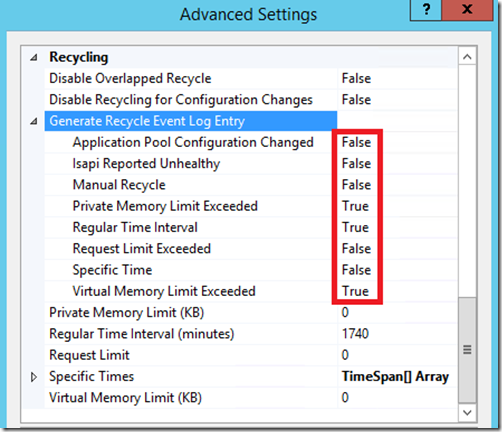 Advanced Settings
?
x
Recycling
Disable Overlapped Recycle False
Disable Recycling for Configuration Changes False
Generate Recycle Event Log Entry
Application Pool Configuration Changed False
Isapi Reported Unhealthy False
Manual Recycle False
Private Memory Limit Exceeded True
Regular Time Interval True
Request Limit Exceeded False
Specific Time False
Virtual Memory Limit Exceeded True
Private Memory Limit (KB) 0
Regular Time Interval (minutes) 1740
Request Limit 0
Specific Times TimeSpan[] Array
Virtual Memory Limit (KB) 0